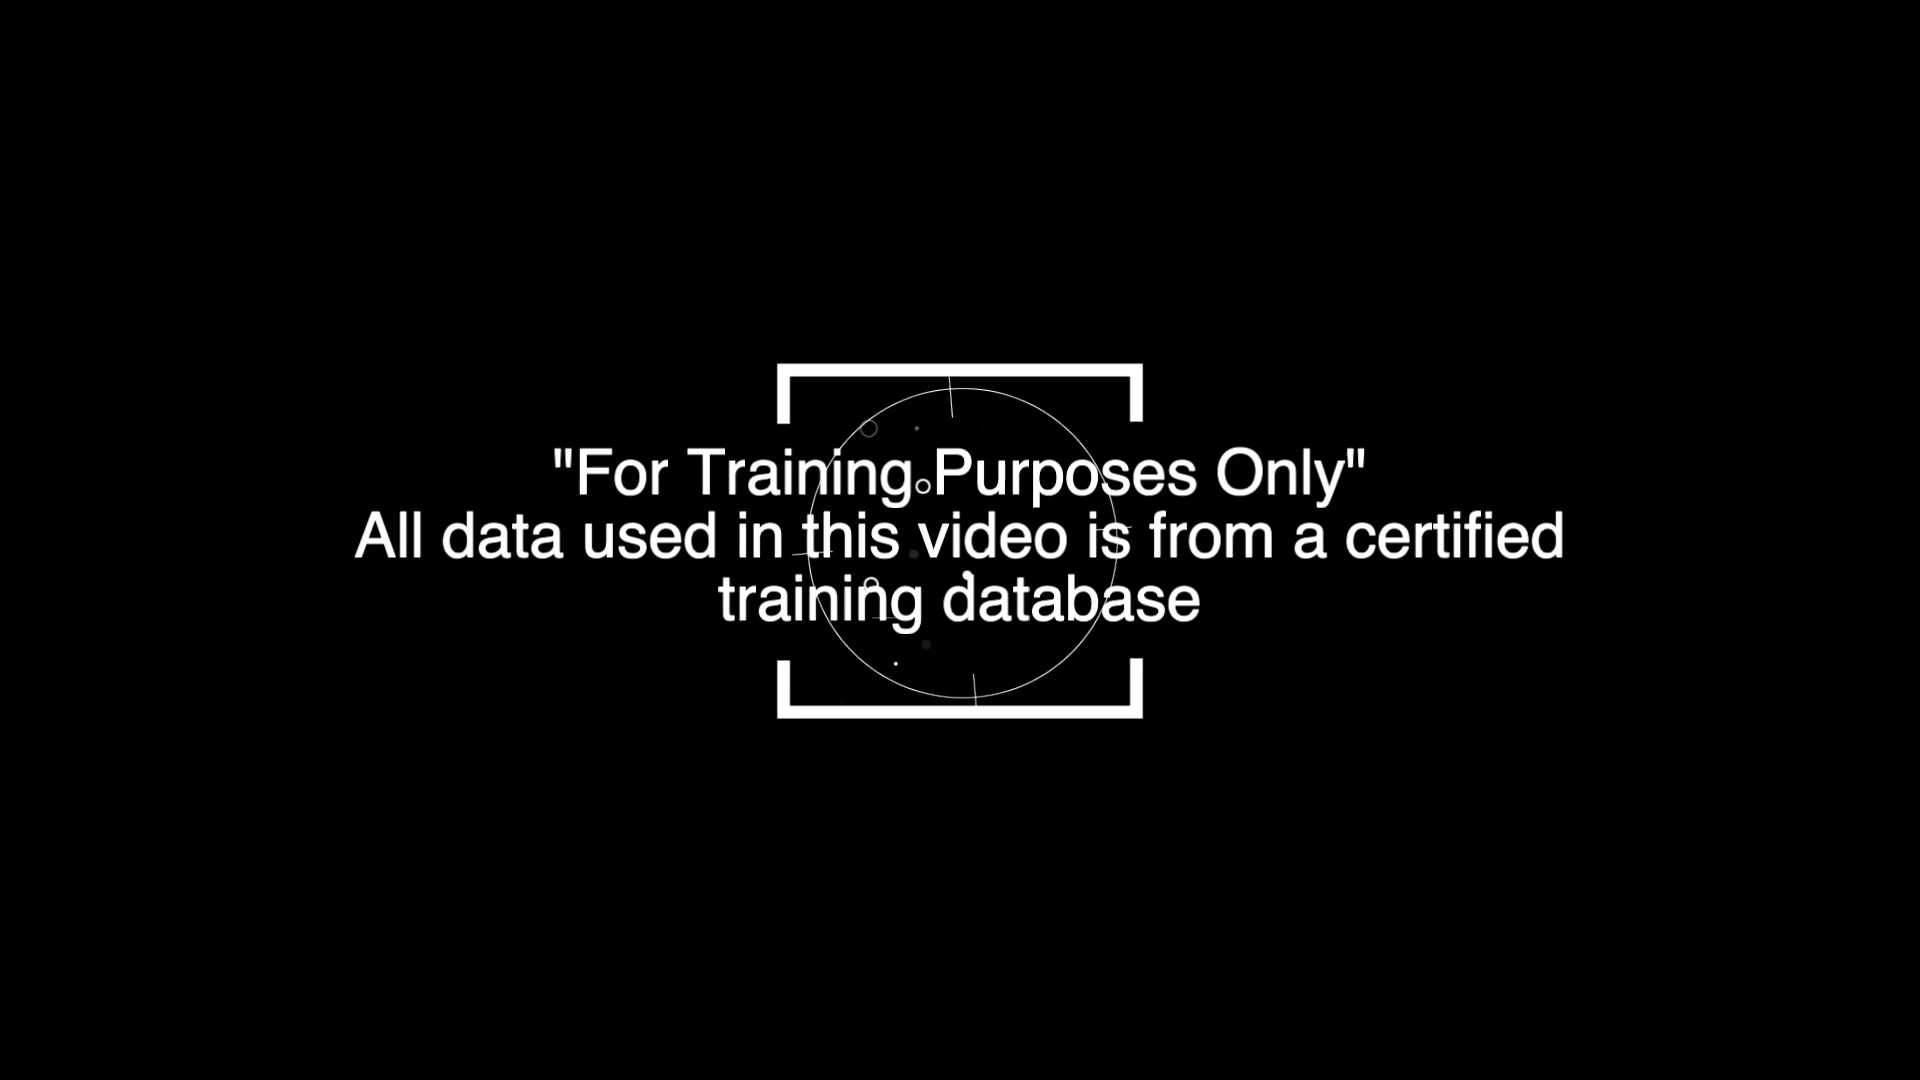 "For Training Purposes Only"
All data used in this video is from a certified
training database